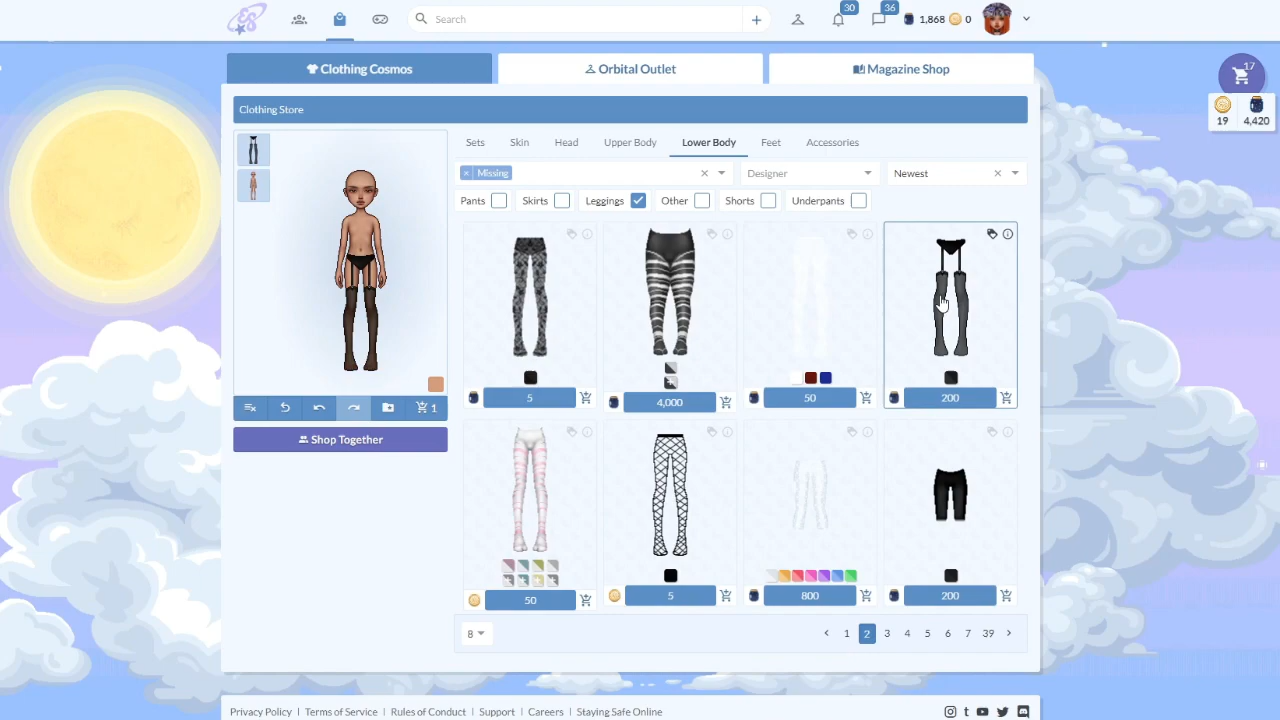 Search
30
36
1,868
0
17
19
4,420
Clothing Cosmos
Orbital Outlet
Magazine Shop
Clothing Store
Sets
Skin
Head
Upper Body
Lower Body
Feet
Accessories
× Missing
Designer
Newest
Pants
Skirts
Leggings
Other
Shorts
Underpants
5
4,000
50
200
1
Shop Together
50
5
800
200
8
1
2
3
4
5
6
7
39
Privacy Policy | Terms of Service | Rules of Conduct | Support | Careers | Staying Safe Online